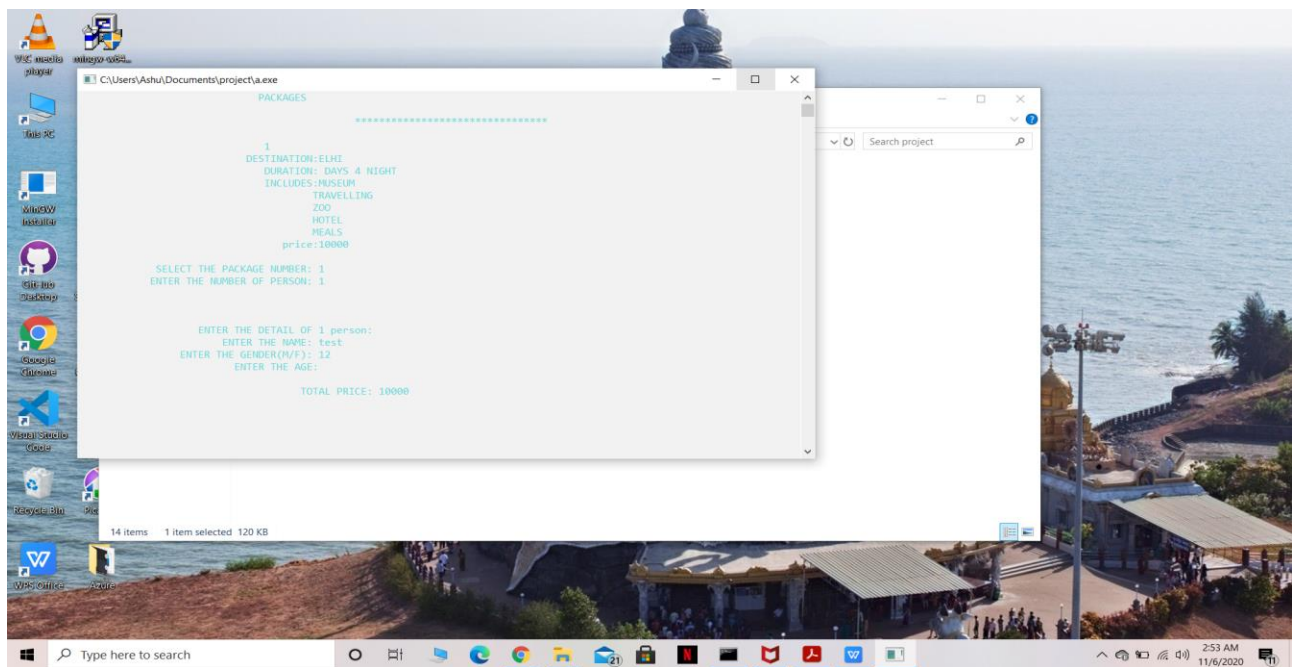 VLC media player
mingw-w64...
This PC
MinGW Installer
GitHub Desktop
Google Chrome
Visual Studio Code
Recycle Bin
WPS Office
Azure
C:\Users\Ashu\Documents\project\a.exe
PACKAGES
********************************
1
DESTINATION:ELHI
DURATION: DAYS 4 NIGHT
INCLUDES:MUSEUM
TRAVELLING
ZOO
HOTEL
MEALS
price:10000
SELECT THE PACKAGE NUMBER: 1
ENTER THE NUMBER OF PERSON: 1
ENTER THE DETAIL OF 1 person:
ENTER THE NAME: test
ENTER THE GENDER(M/F): 12
ENTER THE AGE:
TOTAL PRICE: 10000
Search project
14 items 1 item selected 120 KB
Type here to search
21
2:53 AM
11/6/2020